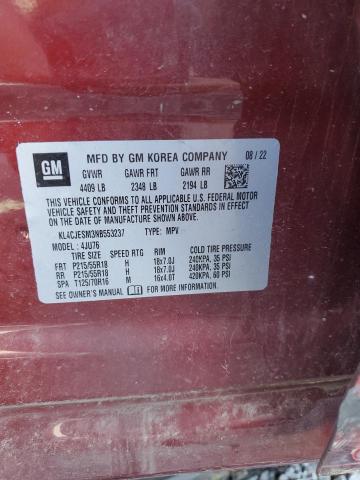 GM MFD BY GM KOREA COMPANY 08 / 22
GVWR GAWR FRT GAWR RR
4409 LB 2348 LB 2194 LB
THIS VEHICLE CONFORMS TO ALL APPLICABLE U.S. FEDERAL MOTOR
VEHICLE SAFETY, BUMPER, AND THEFT PREVENTION STANDARDS IN
EFFECT ON THE DATE OF MANUFACTURE SHOWN ABOVE.
KL4CJESM3NB553237 TYPE: MPV
MODEL: 4JU76
TIRE SIZE SPEED RTG RIM COLD TIRE PRESSURE
FRT P215/55R18 H 18x7.0J 240KPA, 35 PSI
RR P215/55R18 H 18x7.0J 240KPA, 35 PSI
SPA T125/70R16 M 16x4.0T 420KPA, 60 PSI
SEE OWNER'S MANUAL FOR MORE INFORMATION.